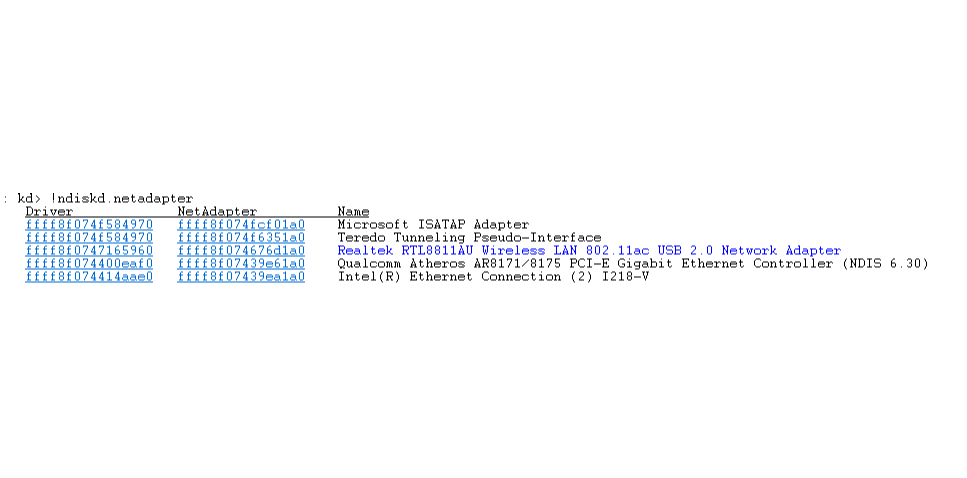 : kd> !ndiskd.netadapter
Driver NetAdapter Name
ffff8f074f584970 ffff8f074fcf01a0 Microsoft ISATAP Adapter
ffff8f074f584970 ffff8f074f6351a0 Teredo Tunneling Pseudo-Interface
ffff8f0747165960 ffff8f074676d1a0 Realtek RTL8811AU Wireless LAN 802.11ac USB 2.0 Network Adapter
ffff8f074400eaf0 ffff8f07439e61a0 Qualcomm Atheros AR8171/8175 PCI-E Gigabit Ethernet Controller (NDIS 6.30)
ffff8f074414aae0 ffff8f07439ea1a0 Intel(R) Ethernet Connection (2) I218-V